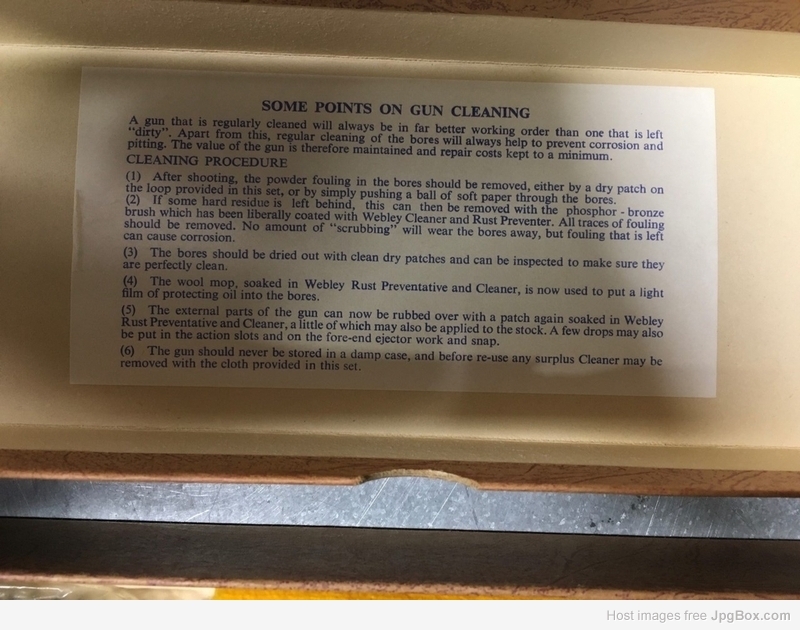 SOME POINTS ON GUN CLEANING
A gun that is regularly cleaned will always be in far better working order than one that is left
"dirty". Apart from this, regular cleaning of the bores will always help to prevent corrosion and
pitting. The value of the gun is therefore maintained and repair costs kept to a minimum.
CLEANING PROCEDURE
(1) After shooting, the powder fouling in the bores should be removed, either by a dry patch on
the loop provided in this set, or by simply pushing a ball of soft paper through the bores.
(2) If some hard residue is left behind, this can then be removed with the phosphor - bronze
brush which has been liberally coated with Webley Cleaner and Rust Preventer. All traces of fouling
should be removed. No amount of "scrubbing" will wear the bores away, but fouling that is left
can cause corrosion.
(3) The bores should be dried out with clean dry patches and can be inspected to make sure they
are perfectly clean.
(4) The wool mop, soaked in Webley Rust Preventative and Cleaner, is now used to put a light
film of protecting oil into the bores.
(5) The external parts of the gun can now be rubbed over with a patch again soaked in Webley
Rust Preventative and Cleaner, a little of which may also be applied to the stock. A few drops may also
be put in the action slots and on the fore-end ejector work and snap.
(6) The gun should never be stored in a damp case, and before re-use any surplus Cleaner may be
removed with the cloth provided in this set.
Host images free JpgBox.com